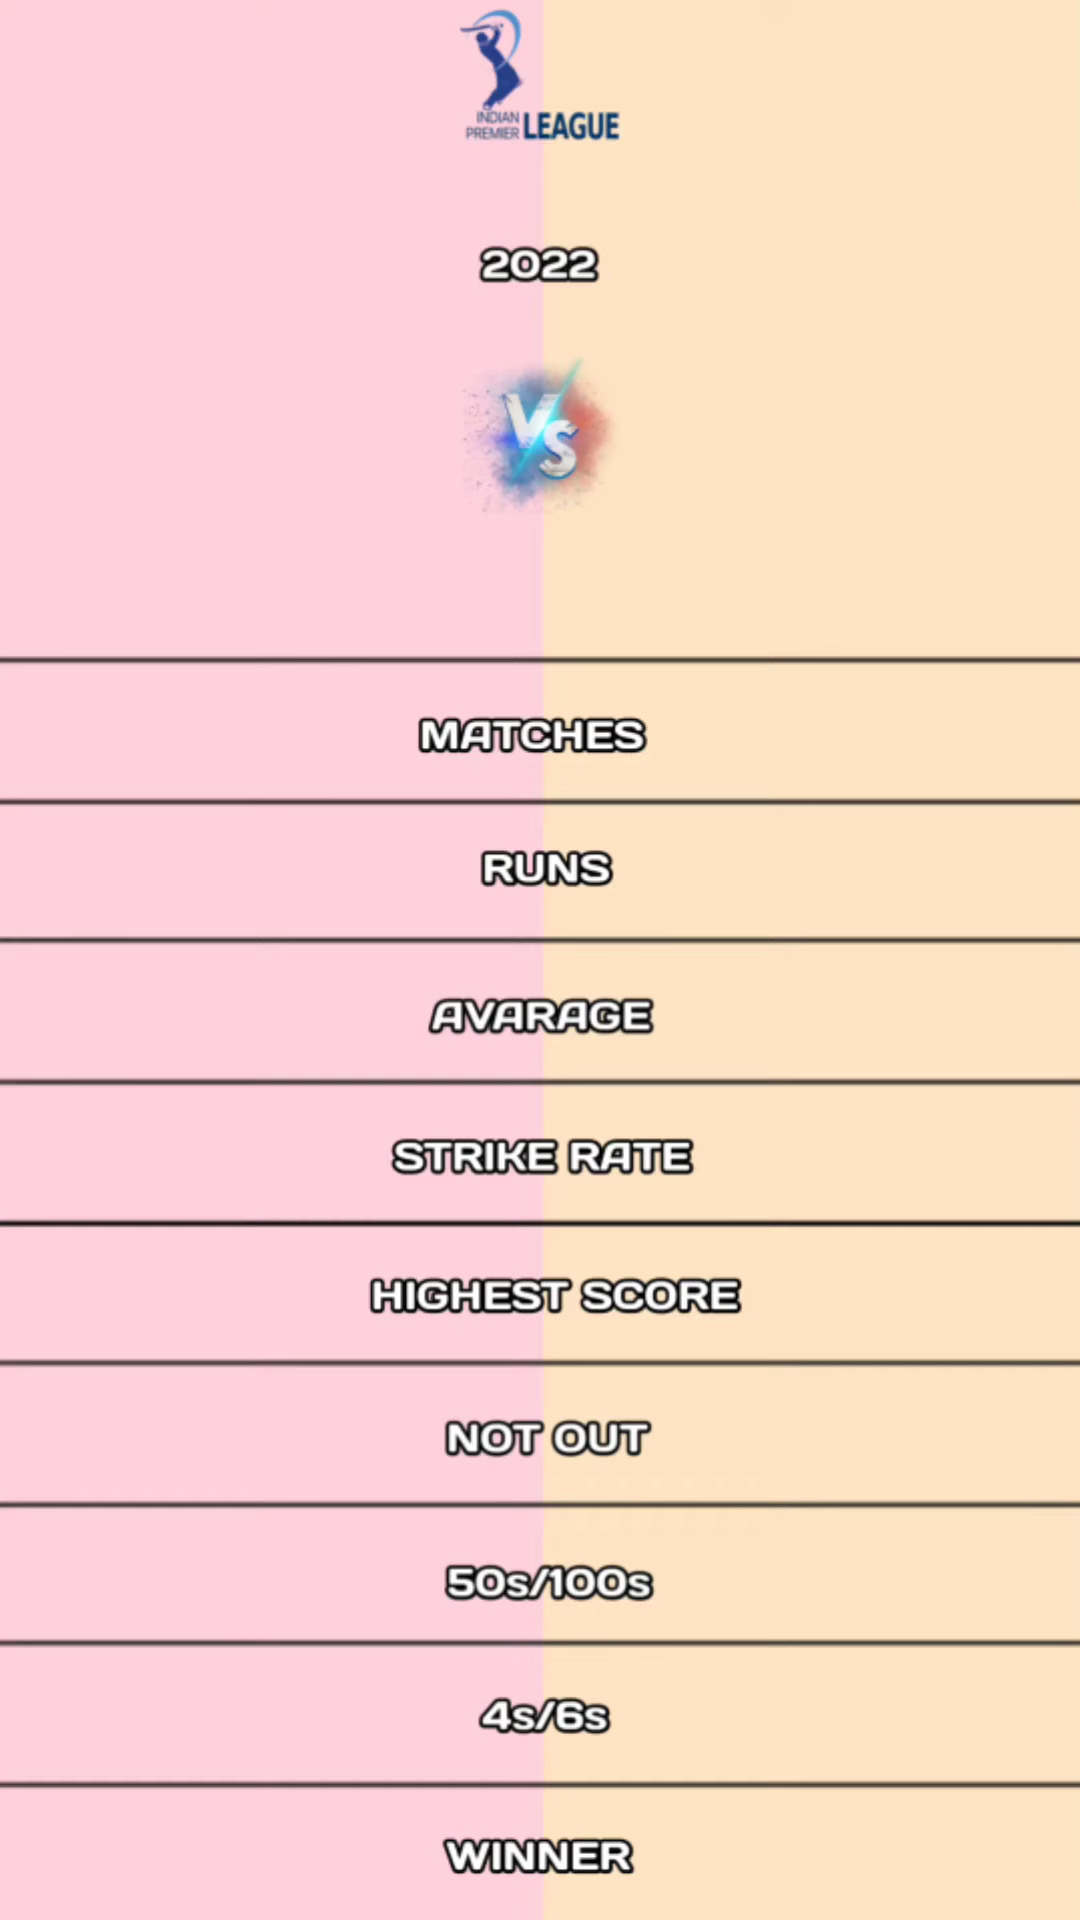 INDIAN
PREMIER LEAGUE
2022
VS
MATCHES
RUNS
AVARAGE
STRIKE RATE
HIGHEST SCORE
NOT OUT
50s/100s
4s/6s
WINNER